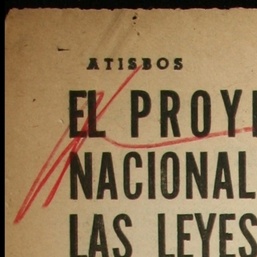 ATISBOS
EL PROY
NACIONAL
LAS LEYES